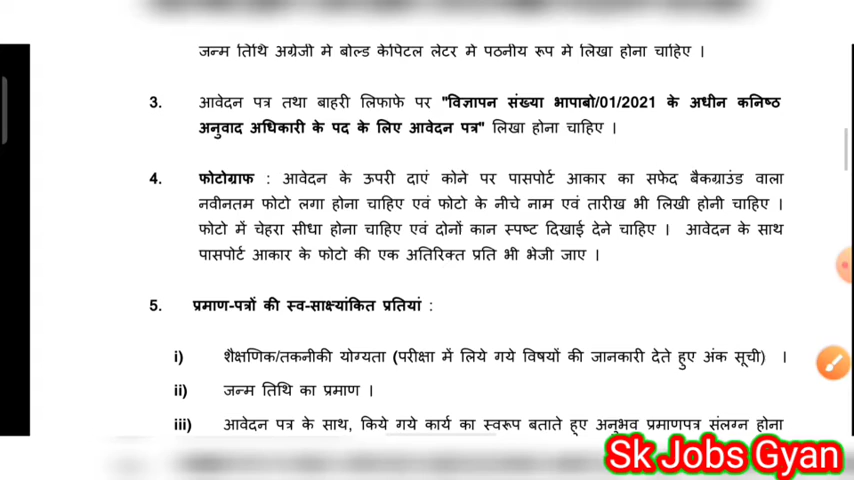 जन्म तिथि अंग्रेजी में बोल्ड केपिटल लेटर में पठनीय रूप में लिखा होना चाहिए ।
3. आवेदन पत्र तथा बाहरी लिफाफे पर "विज्ञापन संख्या भापाबो/01/2021 के अधीन कनिष्ठ
अनुवाद अधिकारी के पद के लिए आवेदन पत्र" लिखा होना चाहिए ।
4. फोटोग्राफ : आवेदन के ऊपरी दाएं कोने पर पासपोर्ट आकार का सफेद बैकग्राउंड वाला
नवीनतम फोटो लगा होना चाहिए एवं फोटो के नीचे नाम एवं तारीख भी लिखी होनी चाहिए ।
फोटो में चेहरा सीधा होना चाहिए एवं दोनों कान स्पष्ट दिखाई देने चाहिए । आवेदन के साथ
पासपोर्ट आकार के फोटो की एक अतिरिक्त प्रति भी भेजी जाए ।
5. प्रमाण-पत्रों की स्व-साक्ष्यांकित प्रतियां :
i) शैक्षणिक/तकनीकी योग्यता (परीक्षा में लिये गये विषयों की जानकारी देते हुए अंक सूची) ।
ii) जन्म तिथि का प्रमाण ।
iii) आवेदन पत्र के साथ, किये गये कार्य का स्वरूप बताते हुए अनुभव प्रमाणपत्र संलग्न होना
Sk Jobs Gyan